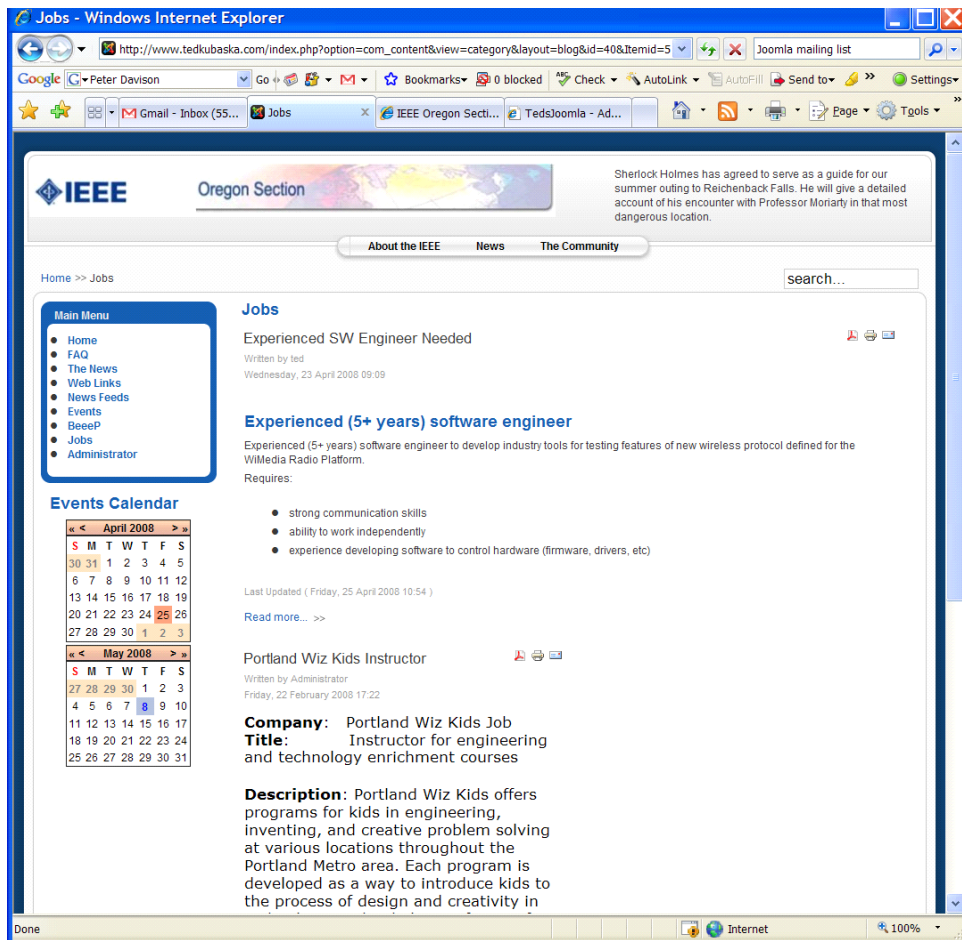 Jobs - Windows Internet Explorer
http://www.tedkubaska.com/index.php?option=com_content&view=category&layout=blog&id=40&Itemid=5
Joomla mailing list
Google G Peter Davison Go Bookmarks 0 blocked Check AutoLink AutoFill Send to » Settings
Gmail - Inbox (55... Jobs x IEEE Oregon Secti... TedsJoomla - Ad... Page Tools »
IEEE
Oregon Section
Sherlock Holmes has agreed to serve as a guide for our
summer outing to Reichenback Falls. He will give a detailed
account of his encounter with Professor Moriarty in that most
dangerous location.
About the IEEE News The Community
Home >> Jobs
search...
Main Menu
Home
FAQ
The News
Web Links
News Feeds
Events
BeeeP
Jobs
Administrator
Events Calendar
« < April 2008 > »
S M T W T F S
30 31 1 2 3 4 5
6 7 8 9 10 11 12
13 14 15 16 17 18 19
20 21 22 23 24 25 26
27 28 29 30 1 2 3
« < May 2008 > »
S M T W T F S
27 28 29 30 1 2 3
4 5 6 7 8 9 10
11 12 13 14 15 16 17
18 19 20 21 22 23 24
25 26 27 28 29 30 31
Jobs
Experienced SW Engineer Needed
Written by ted
Wednesday, 23 April 2008 09:09
Experienced (5+ years) software engineer
Experienced (5+ years) software engineer to develop industry tools for testing features of new wireless protocol defined for the
WiMedia Radio Platform.
Requires:
● strong communication skills
● ability to work independently
● experience developing software to control hardware (firmware, drivers, etc)
Last Updated ( Friday, 25 April 2008 10:54 )
Read more... >>
Portland Wiz Kids Instructor
Written by Administrator
Friday, 22 February 2008 17:22
Company: Portland Wiz Kids Job
Title: Instructor for engineering
and technology enrichment courses
Description: Portland Wiz Kids offers
programs for kids in engineering,
inventing, and creative problem solving
at various locations throughout the
Portland Metro area. Each program is
developed as a way to introduce kids to
the process of design and creativity in
Done Internet 100%